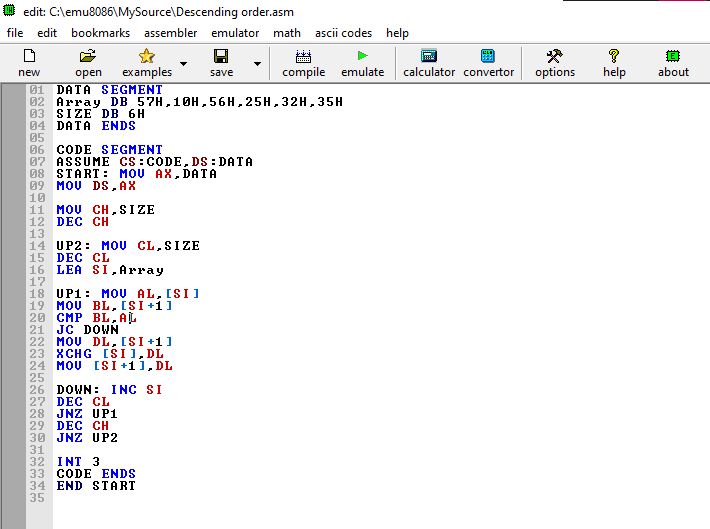 edit: C:\emu8086\MySource\Descending order.asm
file edit bookmarks assembler emulator math ascii codes help
new open examples save compile emulate calculator convertor options help about
01 DATA SEGMENT
02 Array DB 57H,10H,56H,25H,32H,35H
03 SIZE DB 6H
04 DATA ENDS
05
06 CODE SEGMENT
07 ASSUME CS:CODE,DS:DATA
08 START: MOV AX,DATA
09 MOV DS,AX
10
11 MOV CH,SIZE
12 DEC CH
13
14 UP2: MOV CL,SIZE
15 DEC CL
16 LEA SI,Array
17
18 UP1: MOV AL,[SI]
19 MOV BL,[SI+1]
20 CMP BL,AL
21 JC DOWN
22 MOV DL,[SI+1]
23 XCHG [SI],DL
24 MOV [SI+1],DL
25
26 DOWN: INC SI
27 DEC CL
28 JNZ UP1
29 DEC CH
30 JNZ UP2
31
32 INT 3
33 CODE ENDS
34 END START
35